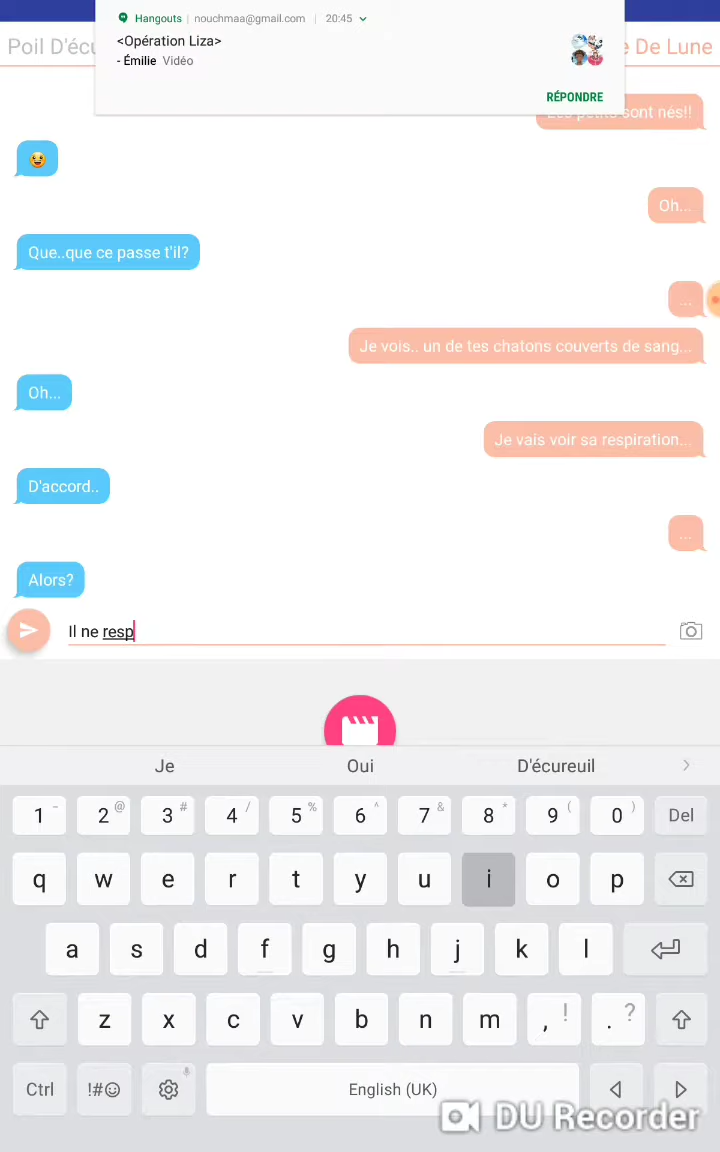 Hangouts | nouchmaa@gmail.com | 20:45
<Opération Liza>
- Émilie Vidéo
RÉPONDRE
Poil D'écu
De Lune
sont nés!!
Oh...
Que..que ce passe t'il?
...
Je vois.. un de tes chatons couverts de sang...
Oh...
Je vais voir sa respiration...
D'accord..
...
Alors?
Il ne resp
Je Oui D'écureuil
1 - 2 @ 3 # 4 / 5 % 6 ^ 7 & 8 * 9 ( 0 ) Del
q w e r t y u i o p
a s d f g h j k l
z x c v b n m , ! . ?
Ctrl !#☺ English (UK)
DU Recorder